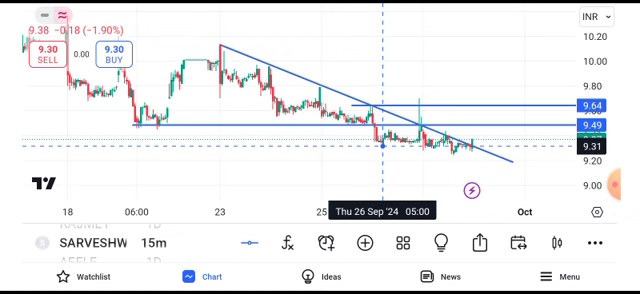 INR
10.20
10.00
9.80
9.64
9.49
9.31
9.20
9.00
9.38 −0.18 (−1.90%)
9.30
SELL
0.00
9.30
BUY
18
06:00
23
25
Thu 26 Sep '24 05:00
Oct
SARVESHW
15m
Watchlist
Chart
Ideas
News
Menu